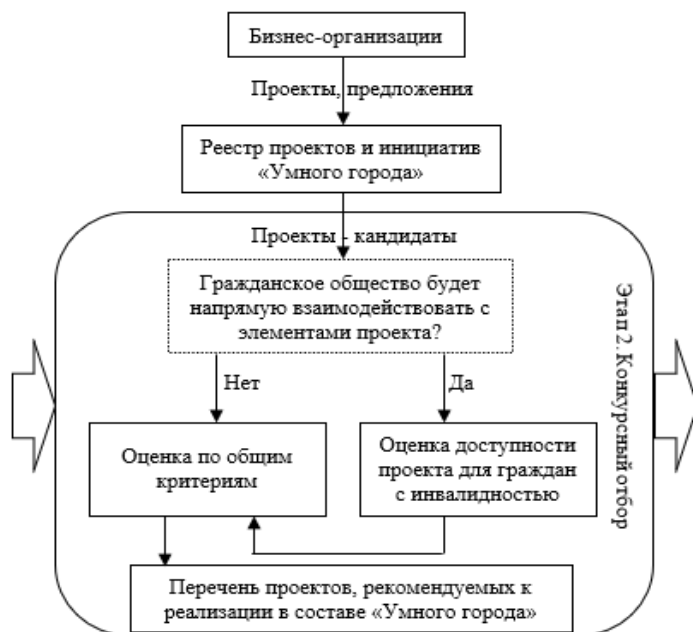 Бизнес-организации
Проекты, предложения
Реестр проектов и инициатив
«Умного города»
Проекты - кандидаты
Гражданское общество будет
напрямую взаимодействовать с
элементами проекта?
Этап 2. Конкурсный отбор
Нет
Да
Оценка по общим
критериям
Оценка доступности
проекта для граждан
с инвалидностью
Перечень проектов, рекомендуемых к
реализации в составе «Умного города»